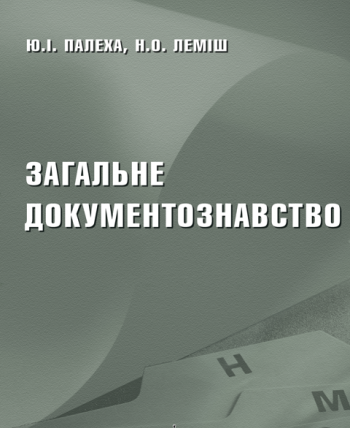 Ю.І. ПАЛЕХА, Н.О. ЛЕМІШ
ЗАГАЛЬНЕ
ДОКУМЕНТОЗНАВСТВО
Н
М